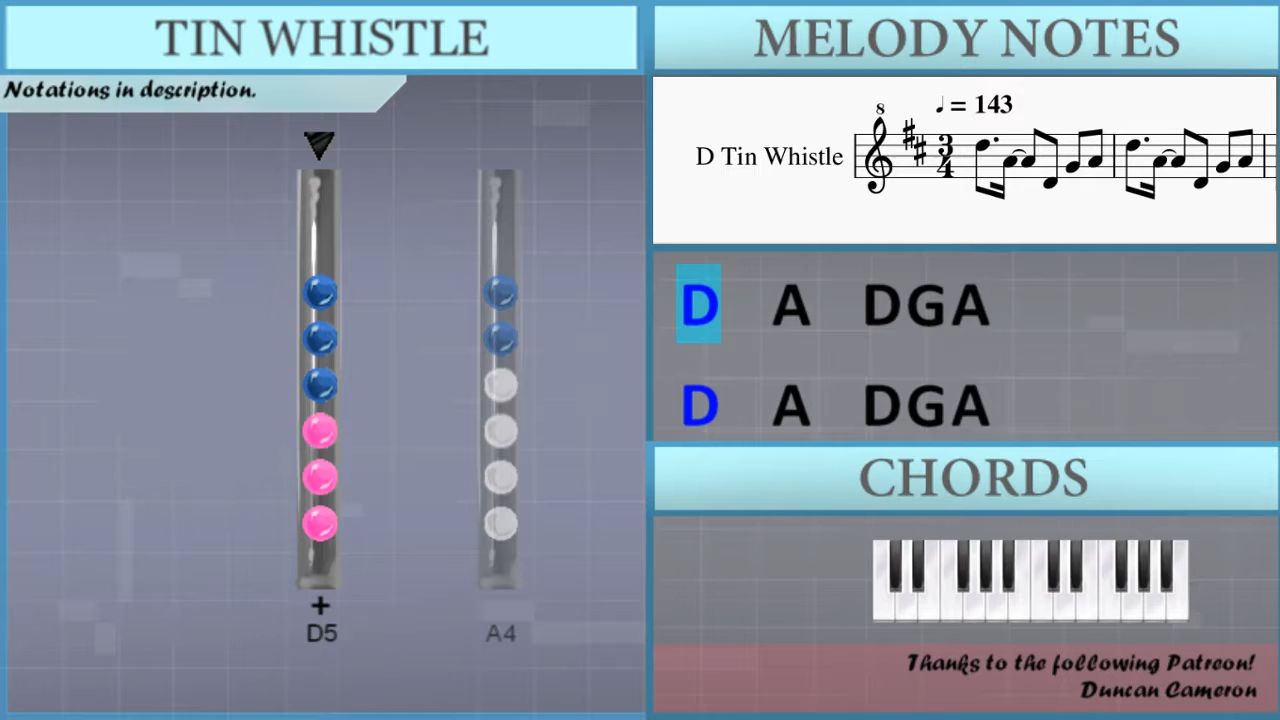 TIN WHISTLE
Notations in description.
+
D5
A4
MELODY NOTES
8
♩ = 143
D Tin Whistle
3
4
D A DGA
D A DGA
CHORDS
Thanks to the following Patreon!
Duncan Cameron